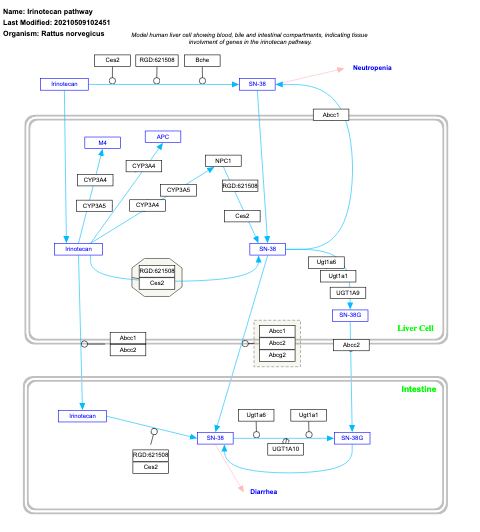 Name: Irinotecan pathway
Last Modified: 20210509102451
Organism: Rattus norvegicus
Model human liver cell showing blood, bile and intestinal compartments, indicating tissue
involvment of genes in the irinotecan pathway.
Ces2
RGD:621508
Bche
Neutropenia
Irinotecan
SN-38
Abcc1
M4
APC
NPC1
CYP3A4
CYP3A4
CYP3A5
RGD:621508
CYP3A5
CYP3A4
Ces2
Irinotecan
SN-38
Ugt1a6
RGD:621508
Ugt1a1
Ces2
UGT1A9
SN-38G
Liver Cell
Abcc1
Abcc1
Abcc2
Abcc2
Abcc2
Abcg2
Intestine
Irinotecan
Ugt1a6
Ugt1a1
SN-38
SN-38G
UGT1A10
RGD:621508
Ces2
Diarrhea